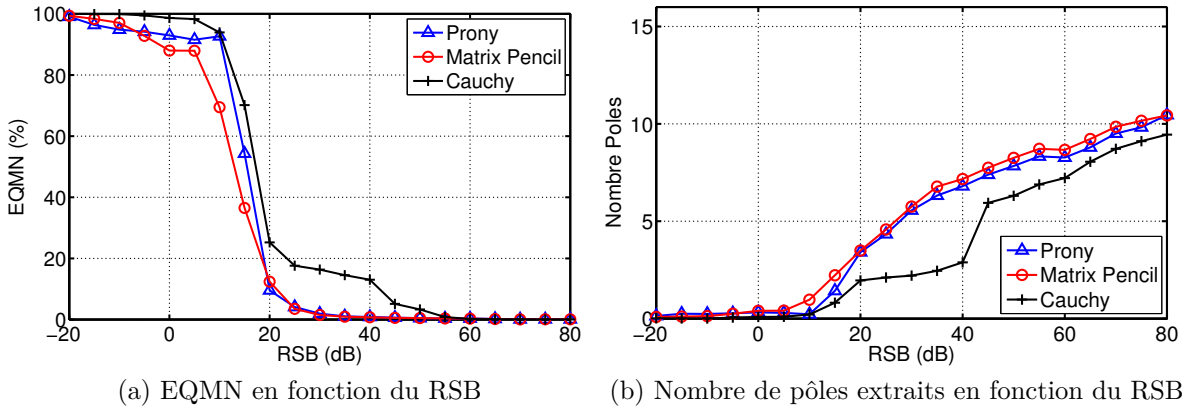 100
80
60
40
20
0
−20
0
20
40
60
80
EQMN (%)
RSB (dB)
Prony
Matrix Pencil
Cauchy
(a) EQMN en fonction du RSB
15
10
5
0
−20
0
20
40
60
80
Nombre Poles
RSB (dB)
Prony
Matrix Pencil
Cauchy
(b) Nombre de pôles extraits en fonction du RSB